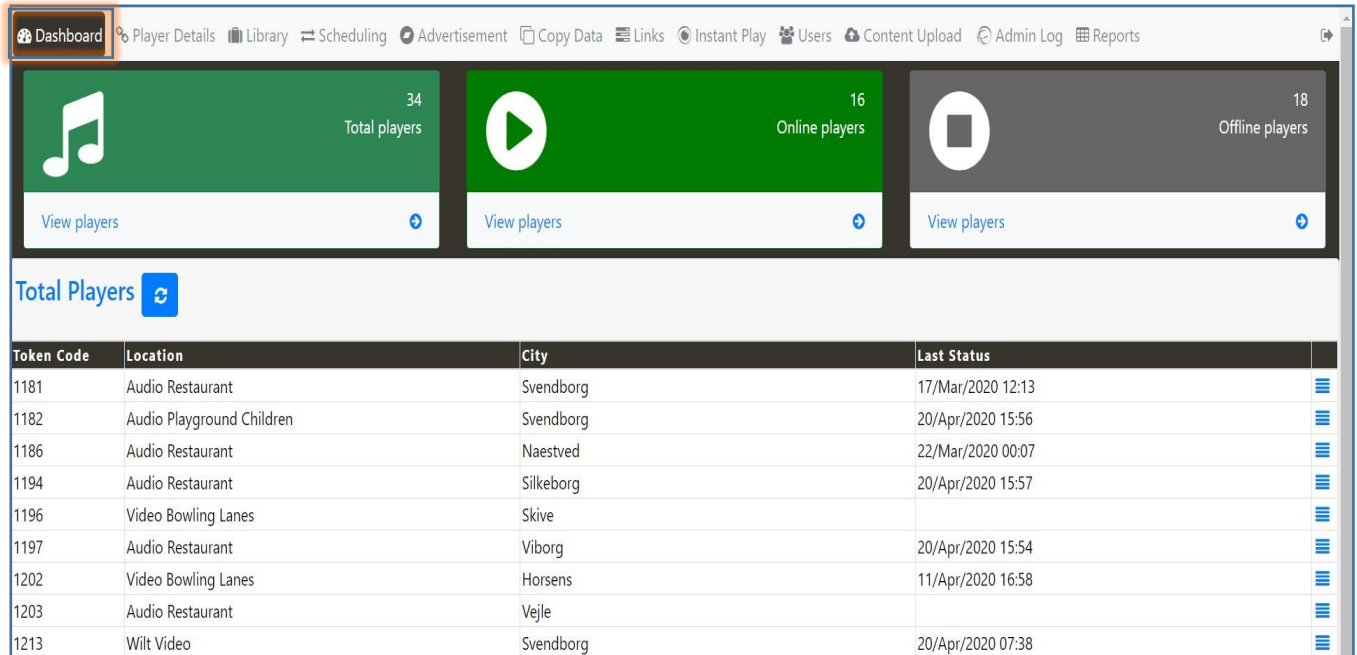 Dashboard Player Details Library Scheduling Advertisement Copy Data Links Instant Play Users Content Upload Admin Log Reports
34 16 18
Total players Online players Offline players
View players View players View players
Total Players
Token Code Location City Last Status
1181 Audio Restaurant Svendborg 17/Mar/2020 12:13
1182 Audio Playground Children Svendborg 20/Apr/2020 15:56
1186 Audio Restaurant Naestved 22/Mar/2020 00:07
1194 Audio Restaurant Silkeborg 20/Apr/2020 15:57
1196 Video Bowling Lanes Skive
1197 Audio Restaurant Viborg 20/Apr/2020 15:54
1202 Video Bowling Lanes Horsens 11/Apr/2020 16:58
1203 Audio Restaurant Vejle
1213 Wilt Video Svendborg 20/Apr/2020 07:38